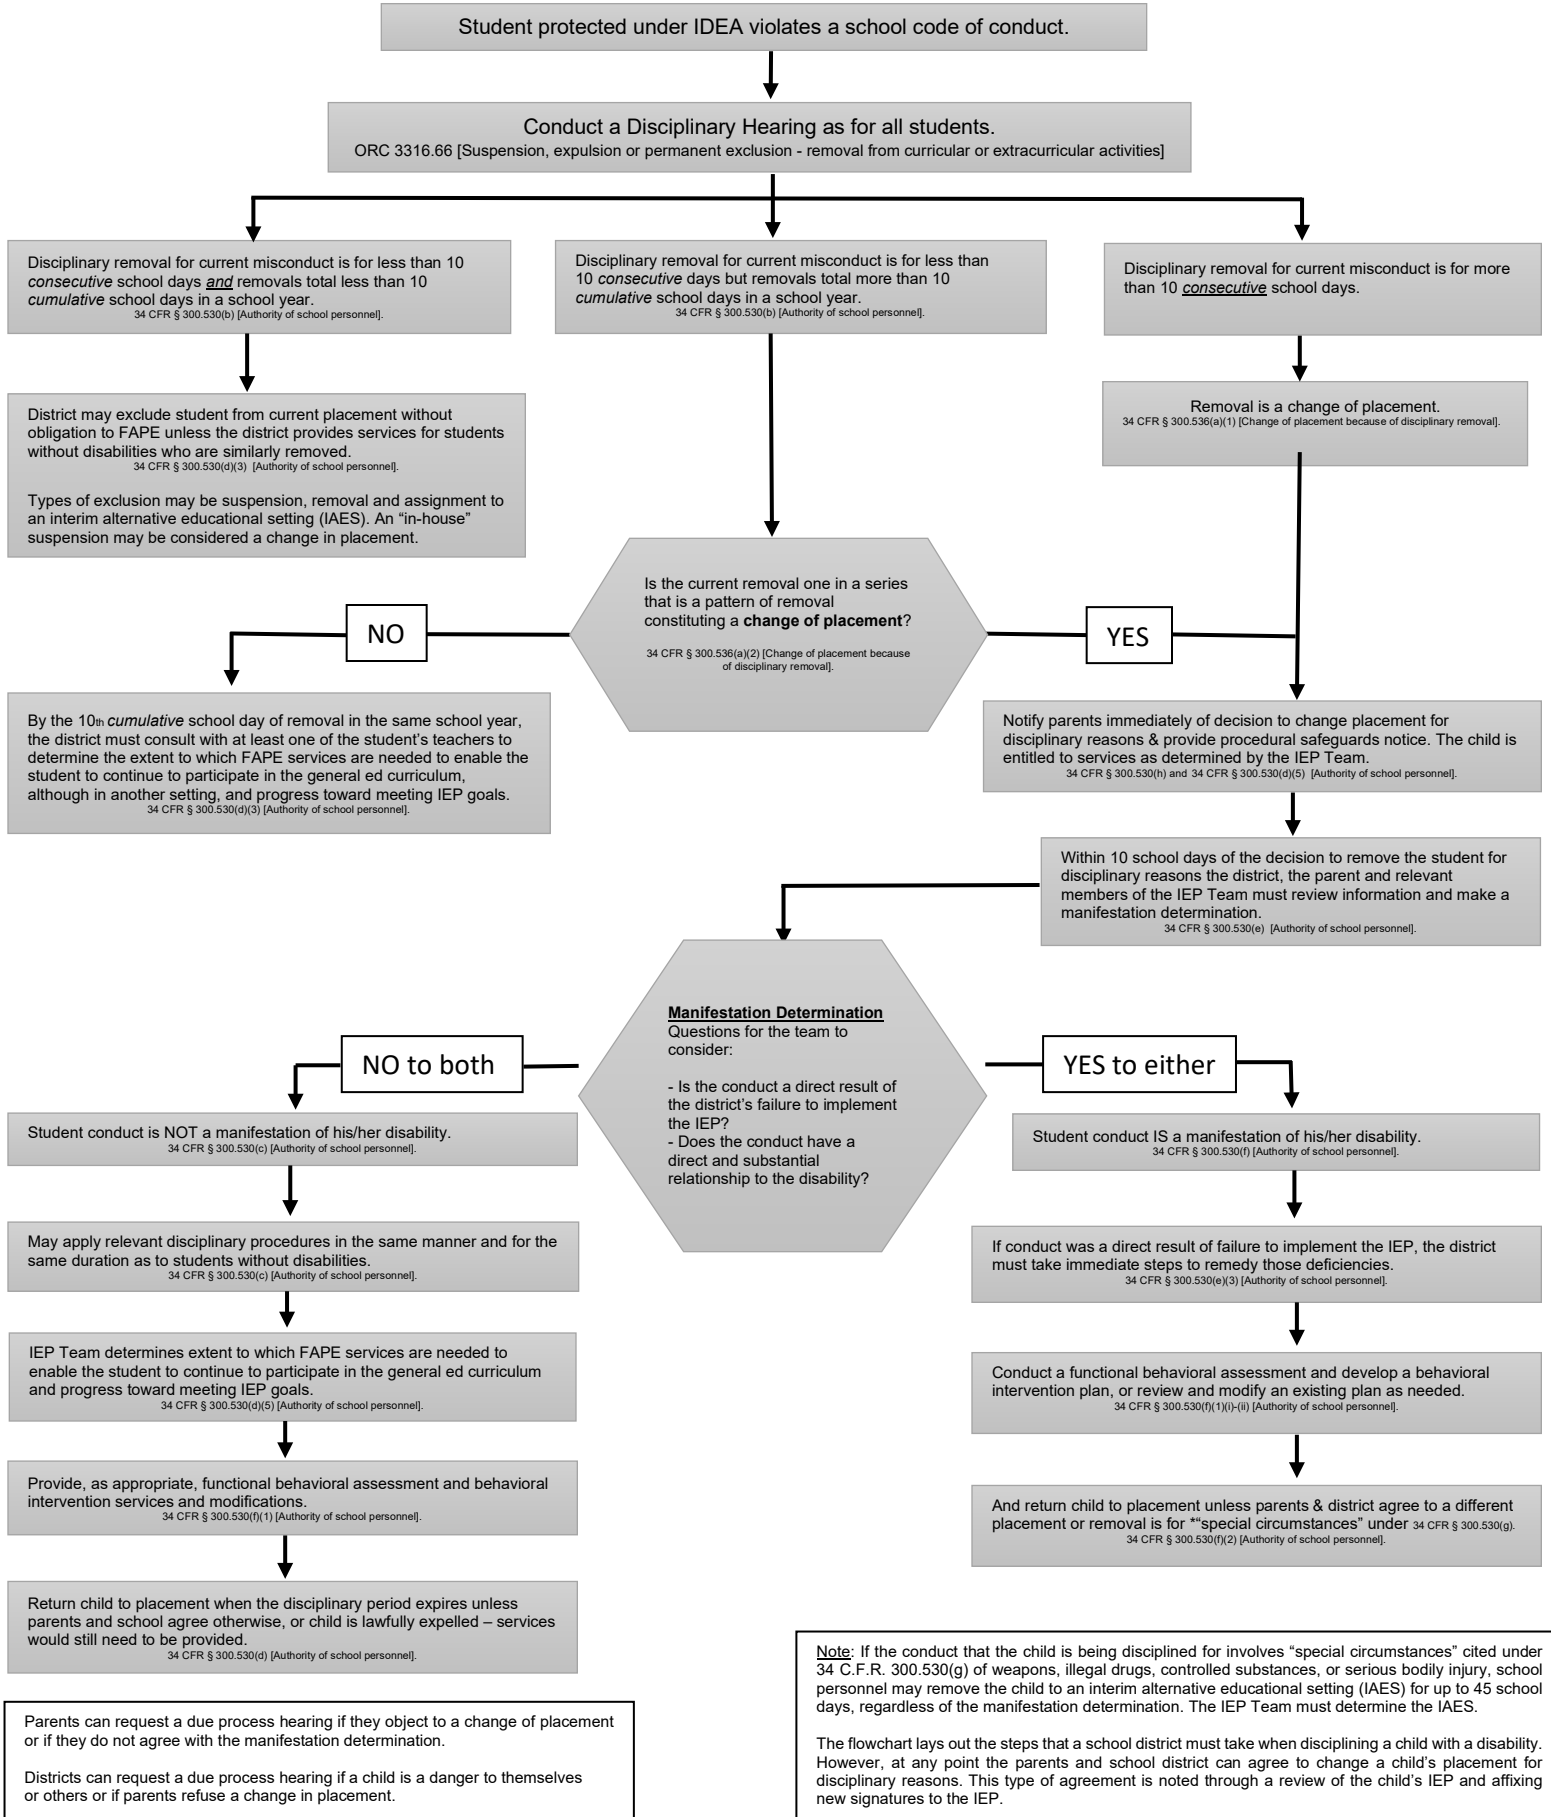 Student protected under IDEA violates a school code of conduct.
Conduct a Disciplinary Hearing as for all students.
ORC 3316.66 [Suspension, expulsion or permanent exclusion - removal from curricular or extracurricular activities]
Disciplinary removal for current misconduct is for less than 10
consecutive school days and removals total less than 10
cumulative school days in a school year.
34 CFR § 300.530(b) [Authority of school personnel].
Disciplinary removal for current misconduct is for less than
10 consecutive days but removals total more than 10
cumulative school days in a school year.
34 CFR § 300.530(b) [Authority of school personnel].
Disciplinary removal for current misconduct is for more
than 10 consecutive school days.
District may exclude student from current placement without
obligation to FAPE unless the district provides services for students
without disabilities who are similarly removed.
34 CFR § 300.530(d)(3) [Authority of school personnel].
Types of exclusion may be suspension, removal and assignment to
an interim alternative educational setting (IAES). An “in-house”
suspension may be considered a change in placement.
Removal is a change of placement.
34 CFR § 300.536(a)(1) [Change of placement because of disciplinary removal].
Is the current removal one in a series
that is a pattern of removal
constituting a change of placement?
34 CFR § 300.536(a)(2) [Change of placement because
of disciplinary removal].
NO
YES
By the 10th cumulative school day of removal in the same school year,
the district must consult with at least one of the student’s teachers to
determine the extent to which FAPE services are needed to enable the
student to continue to participate in the general ed curriculum,
although in another setting, and progress toward meeting IEP goals.
34 CFR § 300.530(d)(3) [Authority of school personnel].
Notify parents immediately of decision to change placement for
disciplinary reasons & provide procedural safeguards notice. The child is
entitled to services as determined by the IEP Team.
34 CFR § 300.530(h) and 34 CFR § 300.530(d)(5) [Authority of school personnel].
Within 10 school days of the decision to remove the student for
disciplinary reasons the district, the parent and relevant
members of the IEP Team must review information and make a
manifestation determination.
34 CFR § 300.530(e) [Authority of school personnel].
Manifestation Determination
Questions for the team to
consider:
- Is the conduct a direct result of
the district’s failure to implement
the IEP?
- Does the conduct have a
direct and substantial
relationship to the disability?
NO to both
YES to either
Student conduct is NOT a manifestation of his/her disability.
34 CFR § 300.530(c) [Authority of school personnel].
May apply relevant disciplinary procedures in the same manner and for the
same duration as to students without disabilities.
34 CFR § 300.530(c) [Authority of school personnel].
IEP Team determines extent to which FAPE services are needed to
enable the student to continue to participate in the general ed curriculum
and progress toward meeting IEP goals.
34 CFR § 300.530(d)(5) [Authority of school personnel].
Provide, as appropriate, functional behavioral assessment and behavioral
intervention services and modifications.
34 CFR § 300.530(f)(1) [Authority of school personnel].
Return child to placement when the disciplinary period expires unless
parents and school agree otherwise, or child is lawfully expelled – services
would still need to be provided.
34 CFR § 300.530(d) [Authority of school personnel].
Student conduct IS a manifestation of his/her disability.
34 CFR § 300.530(f) [Authority of school personnel].
If conduct was a direct result of failure to implement the IEP, the district
must take immediate steps to remedy those deficiencies.
34 CFR § 300.530(e)(3) [Authority of school personnel].
Conduct a functional behavioral assessment and develop a behavioral
intervention plan, or review and modify an existing plan as needed.
34 CFR § 300.530(f)(1)(i)-(ii) [Authority of school personnel].
And return child to placement unless parents & district agree to a different
placement or removal is for *“special circumstances” under 34 CFR § 300.530(g).
34 CFR § 300.530(f)(2) [Authority of school personnel].
Parents can request a due process hearing if they object to a change of placement
or if they do not agree with the manifestation determination.
Districts can request a due process hearing if a child is a danger to themselves
or others or if parents refuse a change in placement.
Note: If the conduct that the child is being disciplined for involves “special circumstances” cited under
34 C.F.R. 300.530(g) of weapons, illegal drugs, controlled substances, or serious bodily injury, school
personnel may remove the child to an interim alternative educational setting (IAES) for up to 45 school
days, regardless of the manifestation determination. The IEP Team must determine the IAES.
The flowchart lays out the steps that a school district must take when disciplining a child with a disability.
However, at any point the parents and school district can agree to change a child’s placement for
disciplinary reasons. This type of agreement is noted through a review of the child’s IEP and affixing
new signatures to the IEP.